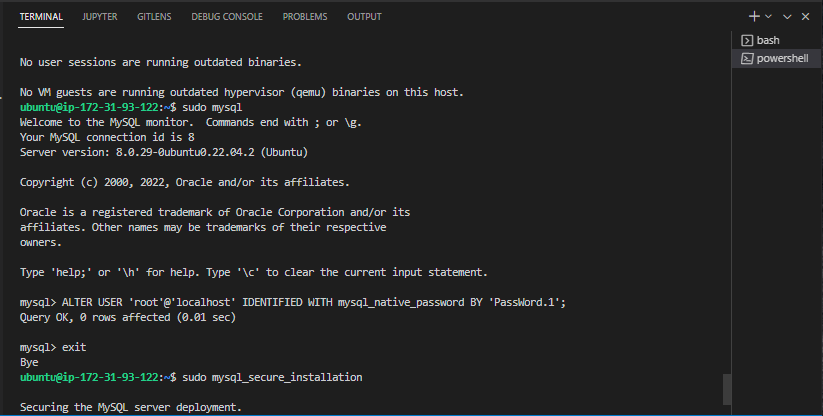 TERMINAL JUPYTER GITLENS DEBUG CONSOLE PROBLEMS OUTPUT
bash
powershell
No user sessions are running outdated binaries.
No VM guests are running outdated hypervisor (qemu) binaries on this host.
ubuntu@ip-172-31-93-122:~$ sudo mysql
Welcome to the MySQL monitor.  Commands end with ; or \g.
Your MySQL connection id is 8
Server version: 8.0.29-0ubuntu0.22.04.2 (Ubuntu)
Copyright (c) 2000, 2022, Oracle and/or its affiliates.
Oracle is a registered trademark of Oracle Corporation and/or its
affiliates. Other names may be trademarks of their respective
owners.
Type 'help;' or '\h' for help. Type '\c' to clear the current input statement.
mysql> ALTER USER 'root'@'localhost' IDENTIFIED WITH mysql_native_password BY 'PassWord.1';
Query OK, 0 rows affected (0.01 sec)
mysql> exit
Bye
ubuntu@ip-172-31-93-122:~$ sudo mysql_secure_installation
Securing the MySQL server deployment.